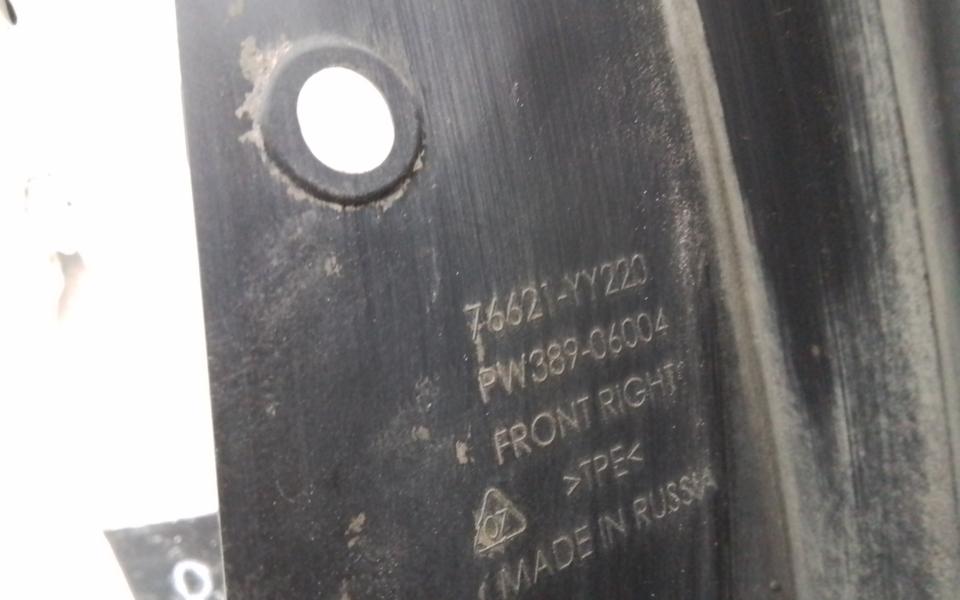 76621-YY220
PW389-06004
FRONT RIGHT
>TPE<
07
MADE IN RUSSIA